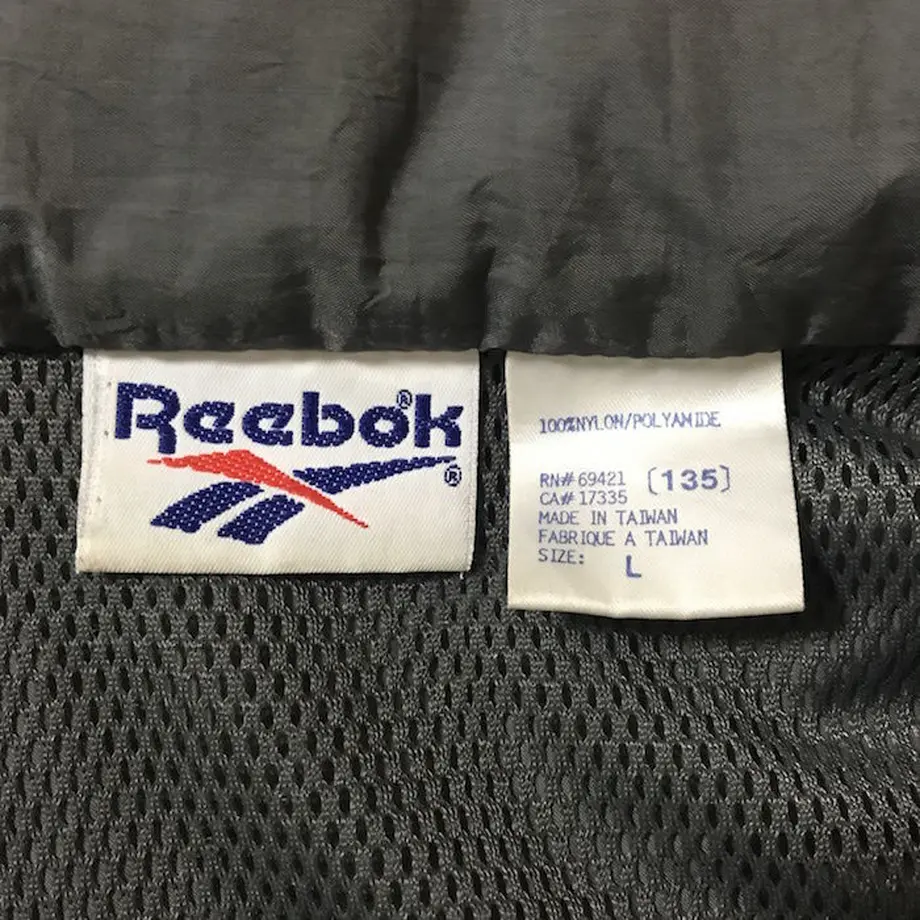 Reebok®
®
100%NYLON/POLYAMIDE
RN# 69421 [135]
CA# 17335
MADE IN TAIWAN
FABRIQUE A TAIWAN
SIZE: L